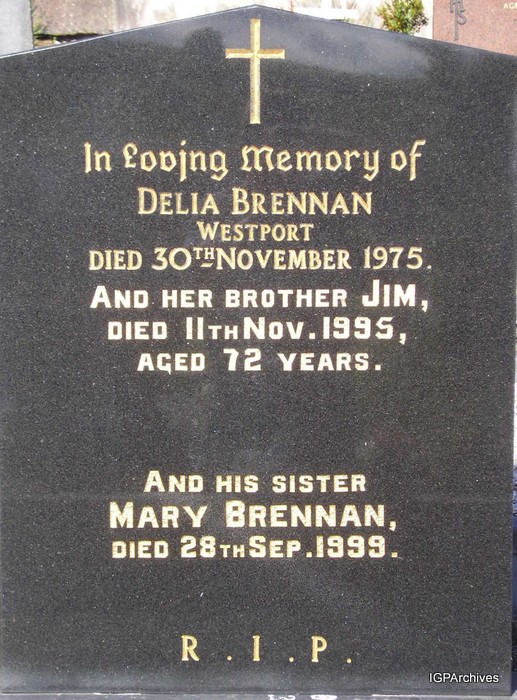 In Loving Memory of
DELIA BRENNAN
WESTPORT
DIED 30TH NOVEMBER 1975.
AND HER BROTHER JIM,
DIED 11TH NOV. 1995,
AGED 72 YEARS.
AND HIS SISTER
MARY BRENNAN,
DIED 28TH SEP. 1999.
R . I . P .
IGPArchives